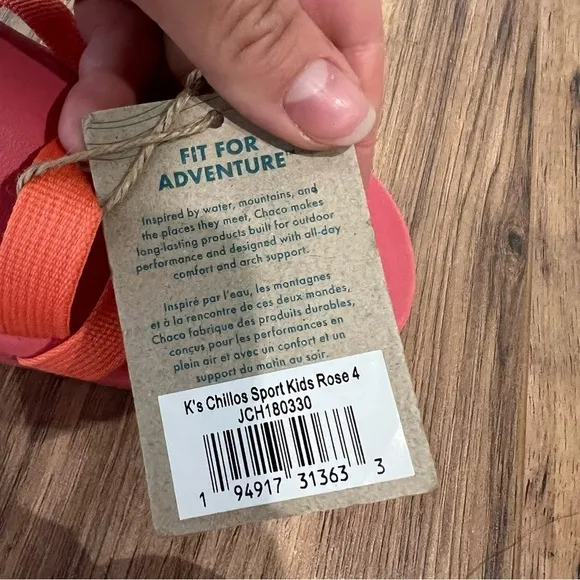 FIT FOR
ADVENTURE™
Inspired by water, mountains, and
the places they meet, Chaco makes
long-lasting products built for outdoor
performance and designed with all-day
comfort and arch support.
Inspiré par l'eau, les montagnes
et à la rencontre de ces deux mondes,
Chaco fabrique des produits durables,
conçus pour les performances en
plein air et avec un confort et un
support du matin au soir.
K's Chillos Sport Kids Rose 4
JCH180330
1 94917 31363 3